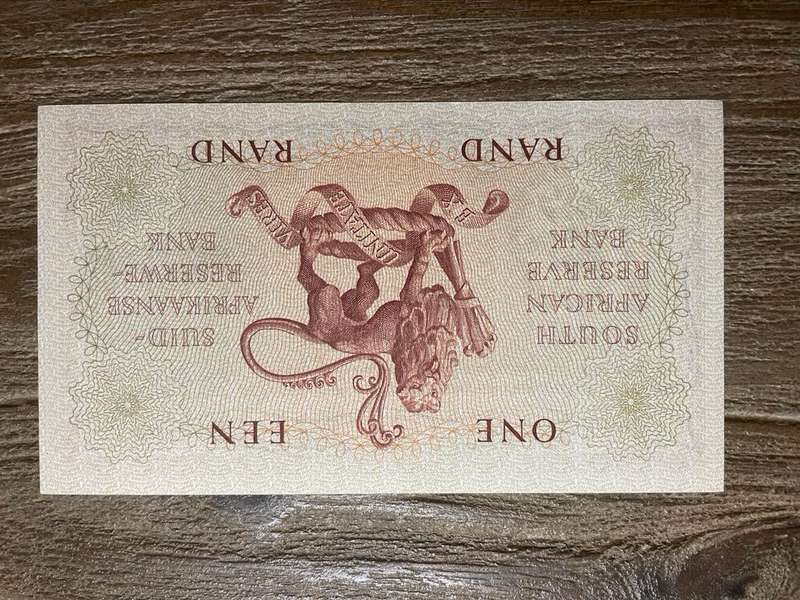 ONE
EEN
SOUTH
AFRICAN
RESERVE
BANK
SUID-
AFRIKAANSE
RESERWE-
BANK
EX UNITATE VIRES
RAND
RAND